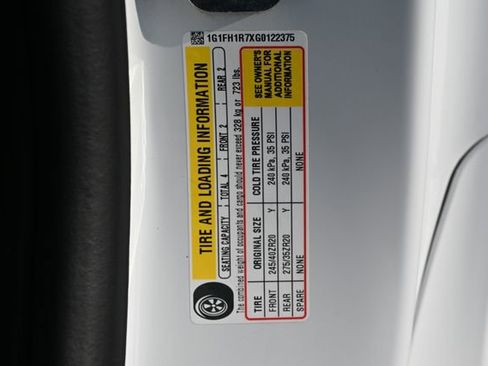 1G1FH1R7XG0122375
TIRE AND LOADING INFORMATION
SEATING CAPACITY TOTAL 4 FRONT 2 REAR 2
The combined weight of occupants and cargo should never exceed 328 kg or 723 lbs.
TIRE ORIGINAL SIZE COLD TIRE PRESSURE
FRONT 245/40ZR20 Y 240 kPa, 35 PSI
REAR 275/35ZR20 Y 240 kPa, 35 PSI
SPARE NONE NONE
SEE OWNER'S
MANUAL FOR
ADDITIONAL
INFORMATION